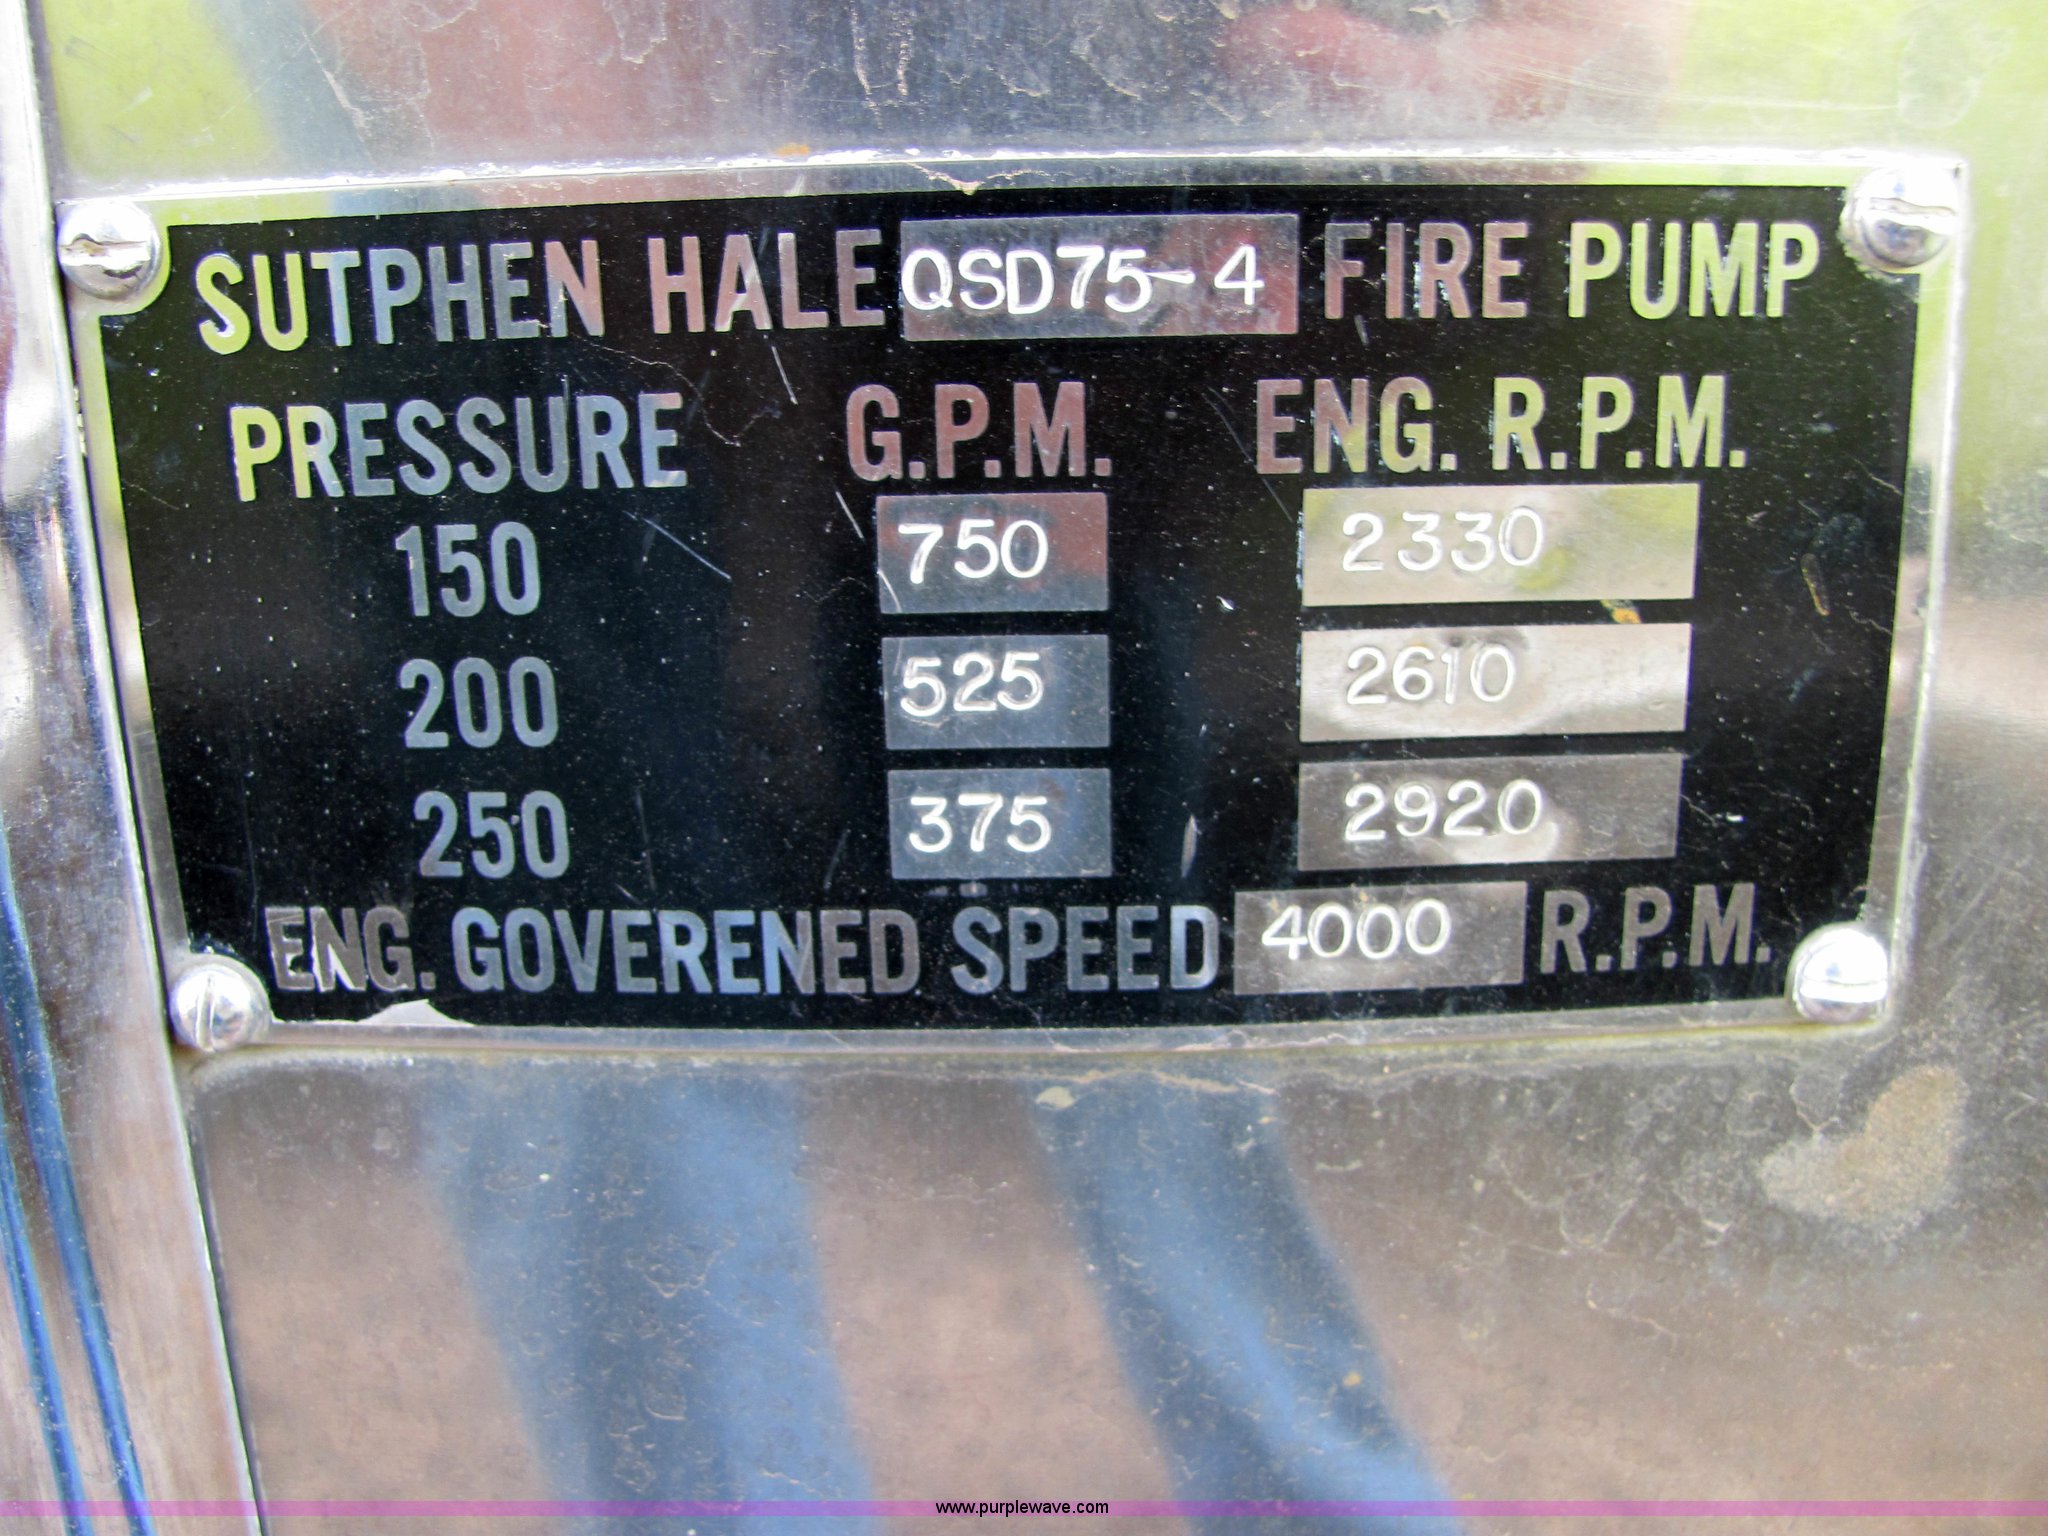 SUTPHEN HALE QSD75-4 FIRE PUMP
PRESSURE G.P.M. ENG. R.P.M.
150 750 2330
200 525 2610
250 375 2920
ENG. GOVERENED SPEED 4000 R.P.M.
www.purplewave.com